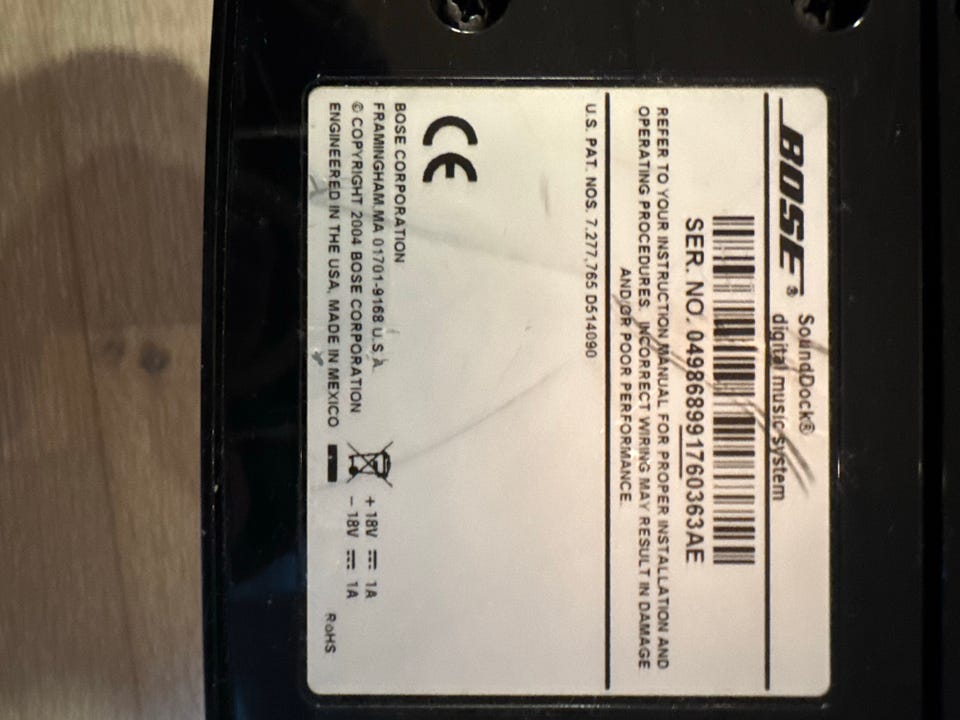 BOSE® SoundDock®
digital music system
SER. NO. 049868991760363AE
REFER TO YOUR INSTRUCTION MANUAL FOR PROPER INSTALLATION AND
OPERATING PROCEDURES. INCORRECT WIRING MAY RESULT IN DAMAGE
AND/OR POOR PERFORMANCE.
U.S. PAT. NOS. 7,277,765 D514090
CE
BOSE CORPORATION
FRAMINGHAM, MA 01701-9168 U.S.A.
© COPYRIGHT 2004 BOSE CORPORATION
ENGINEERED IN THE USA, MADE IN MEXICO
+ 18V ⎓ 1A
− 18V ⎓ 1A
RoHS